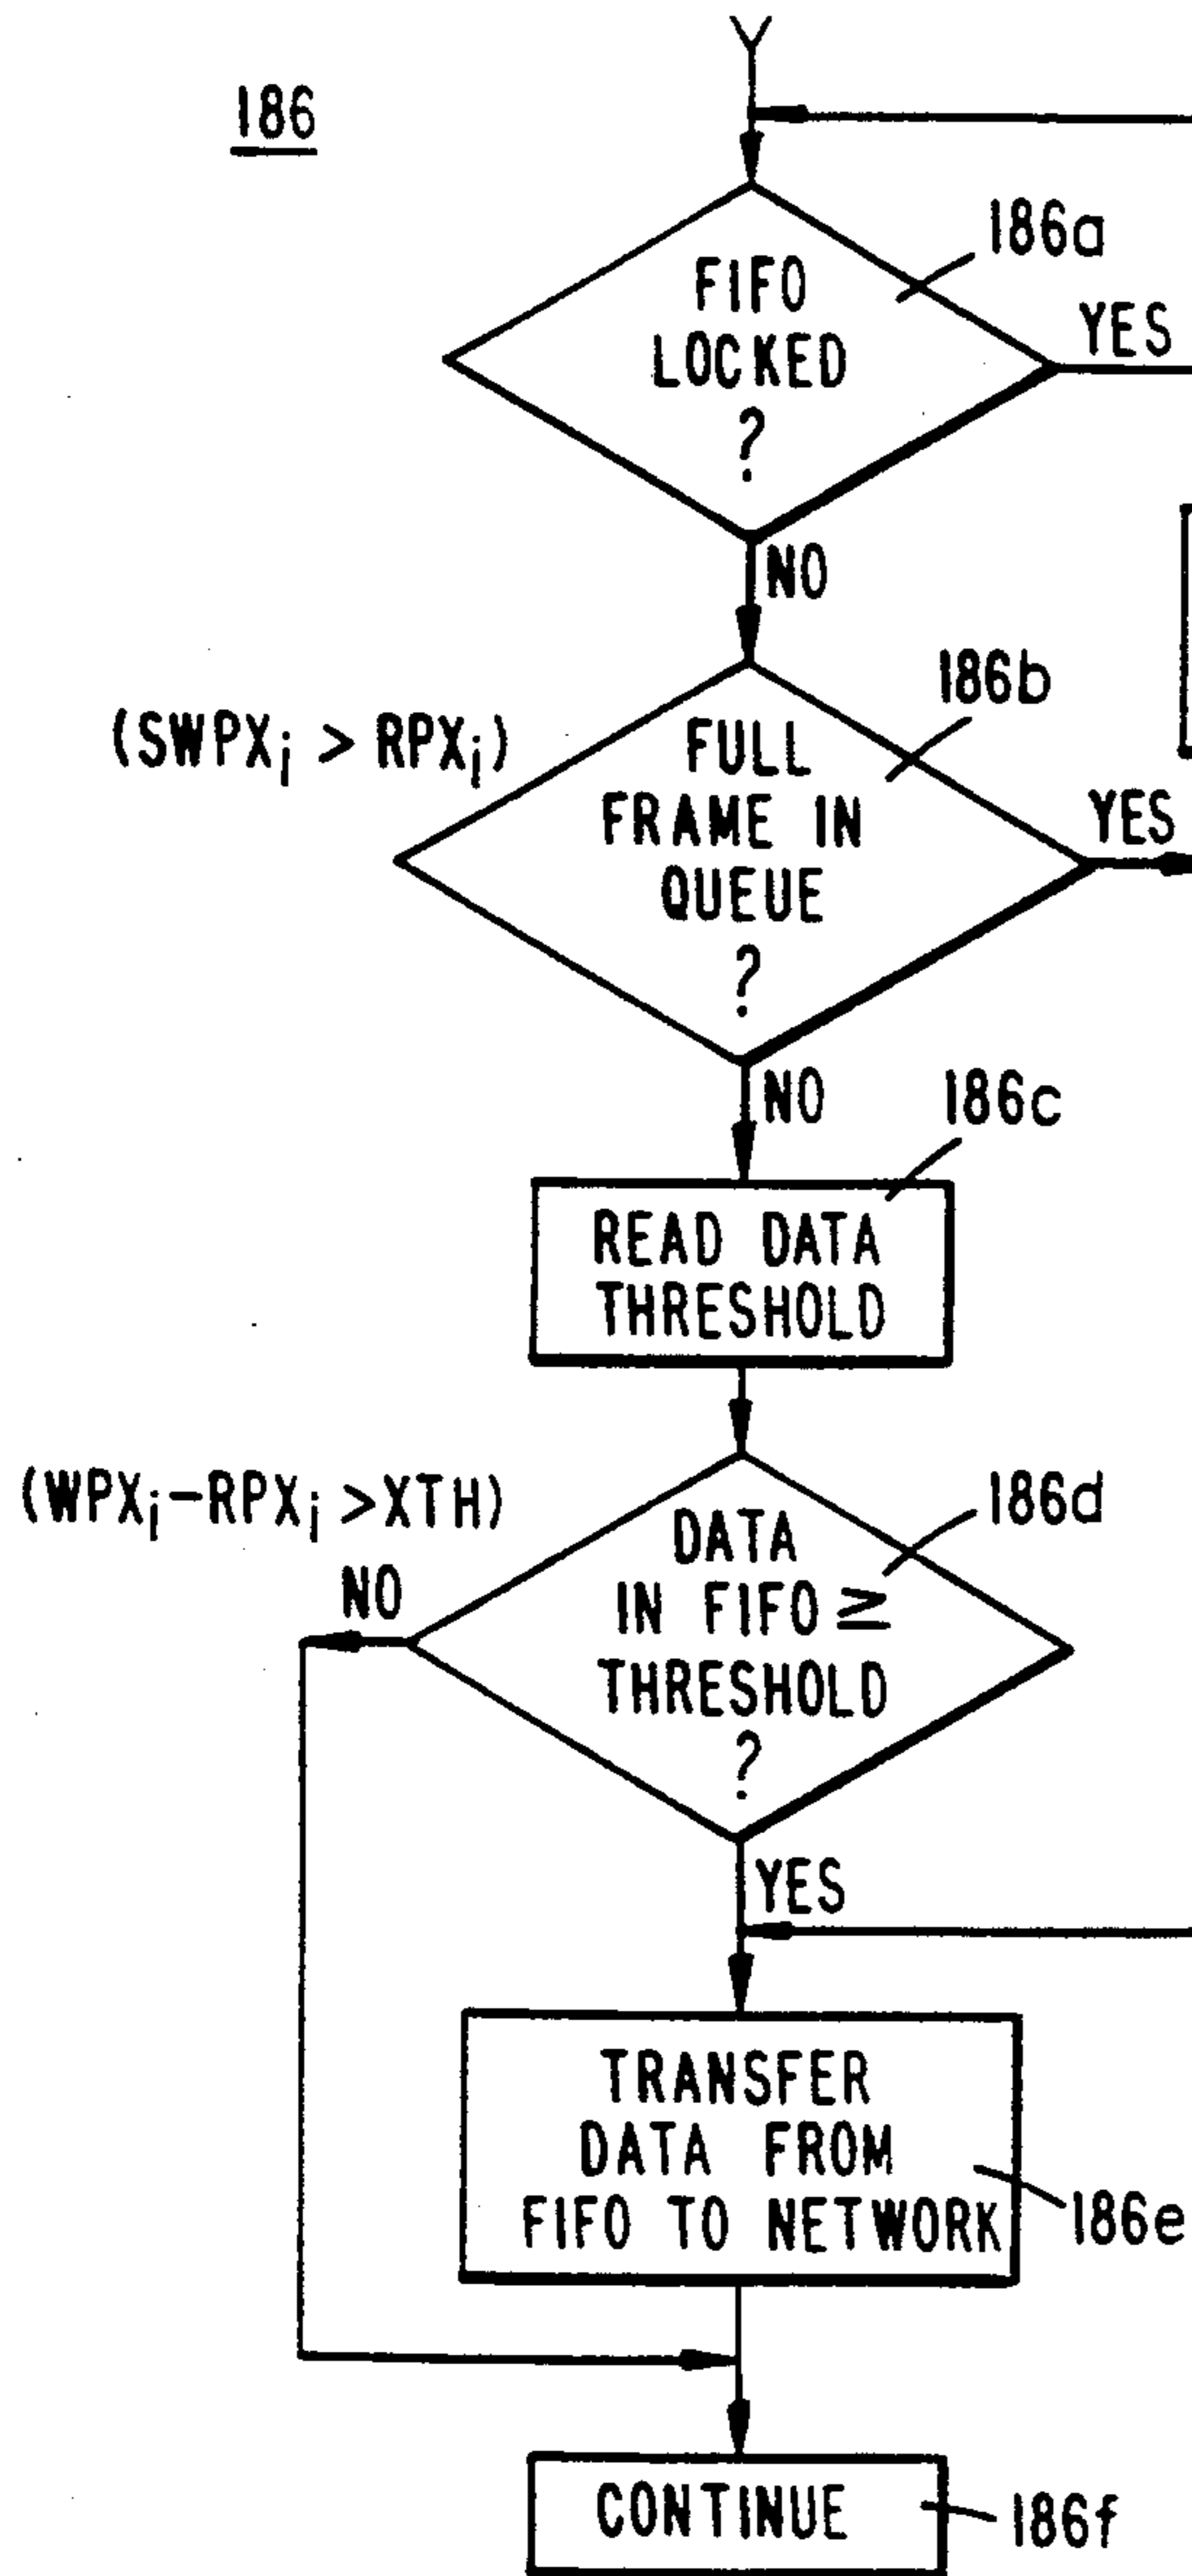 186
186a
FIFO
LOCKED
?
YES
NO
186b
(SWPXi > RPXi)
FULL
FRAME IN
QUEUE
?
YES
NO
186c
READ DATA
THRESHOLD
(WPXi-RPXi >XTH)
186d
DATA
IN FIFO ≥
THRESHOLD
?
NO
YES
TRANSFER
DATA FROM
FIFO TO NETWORK
186e
CONTINUE
186f